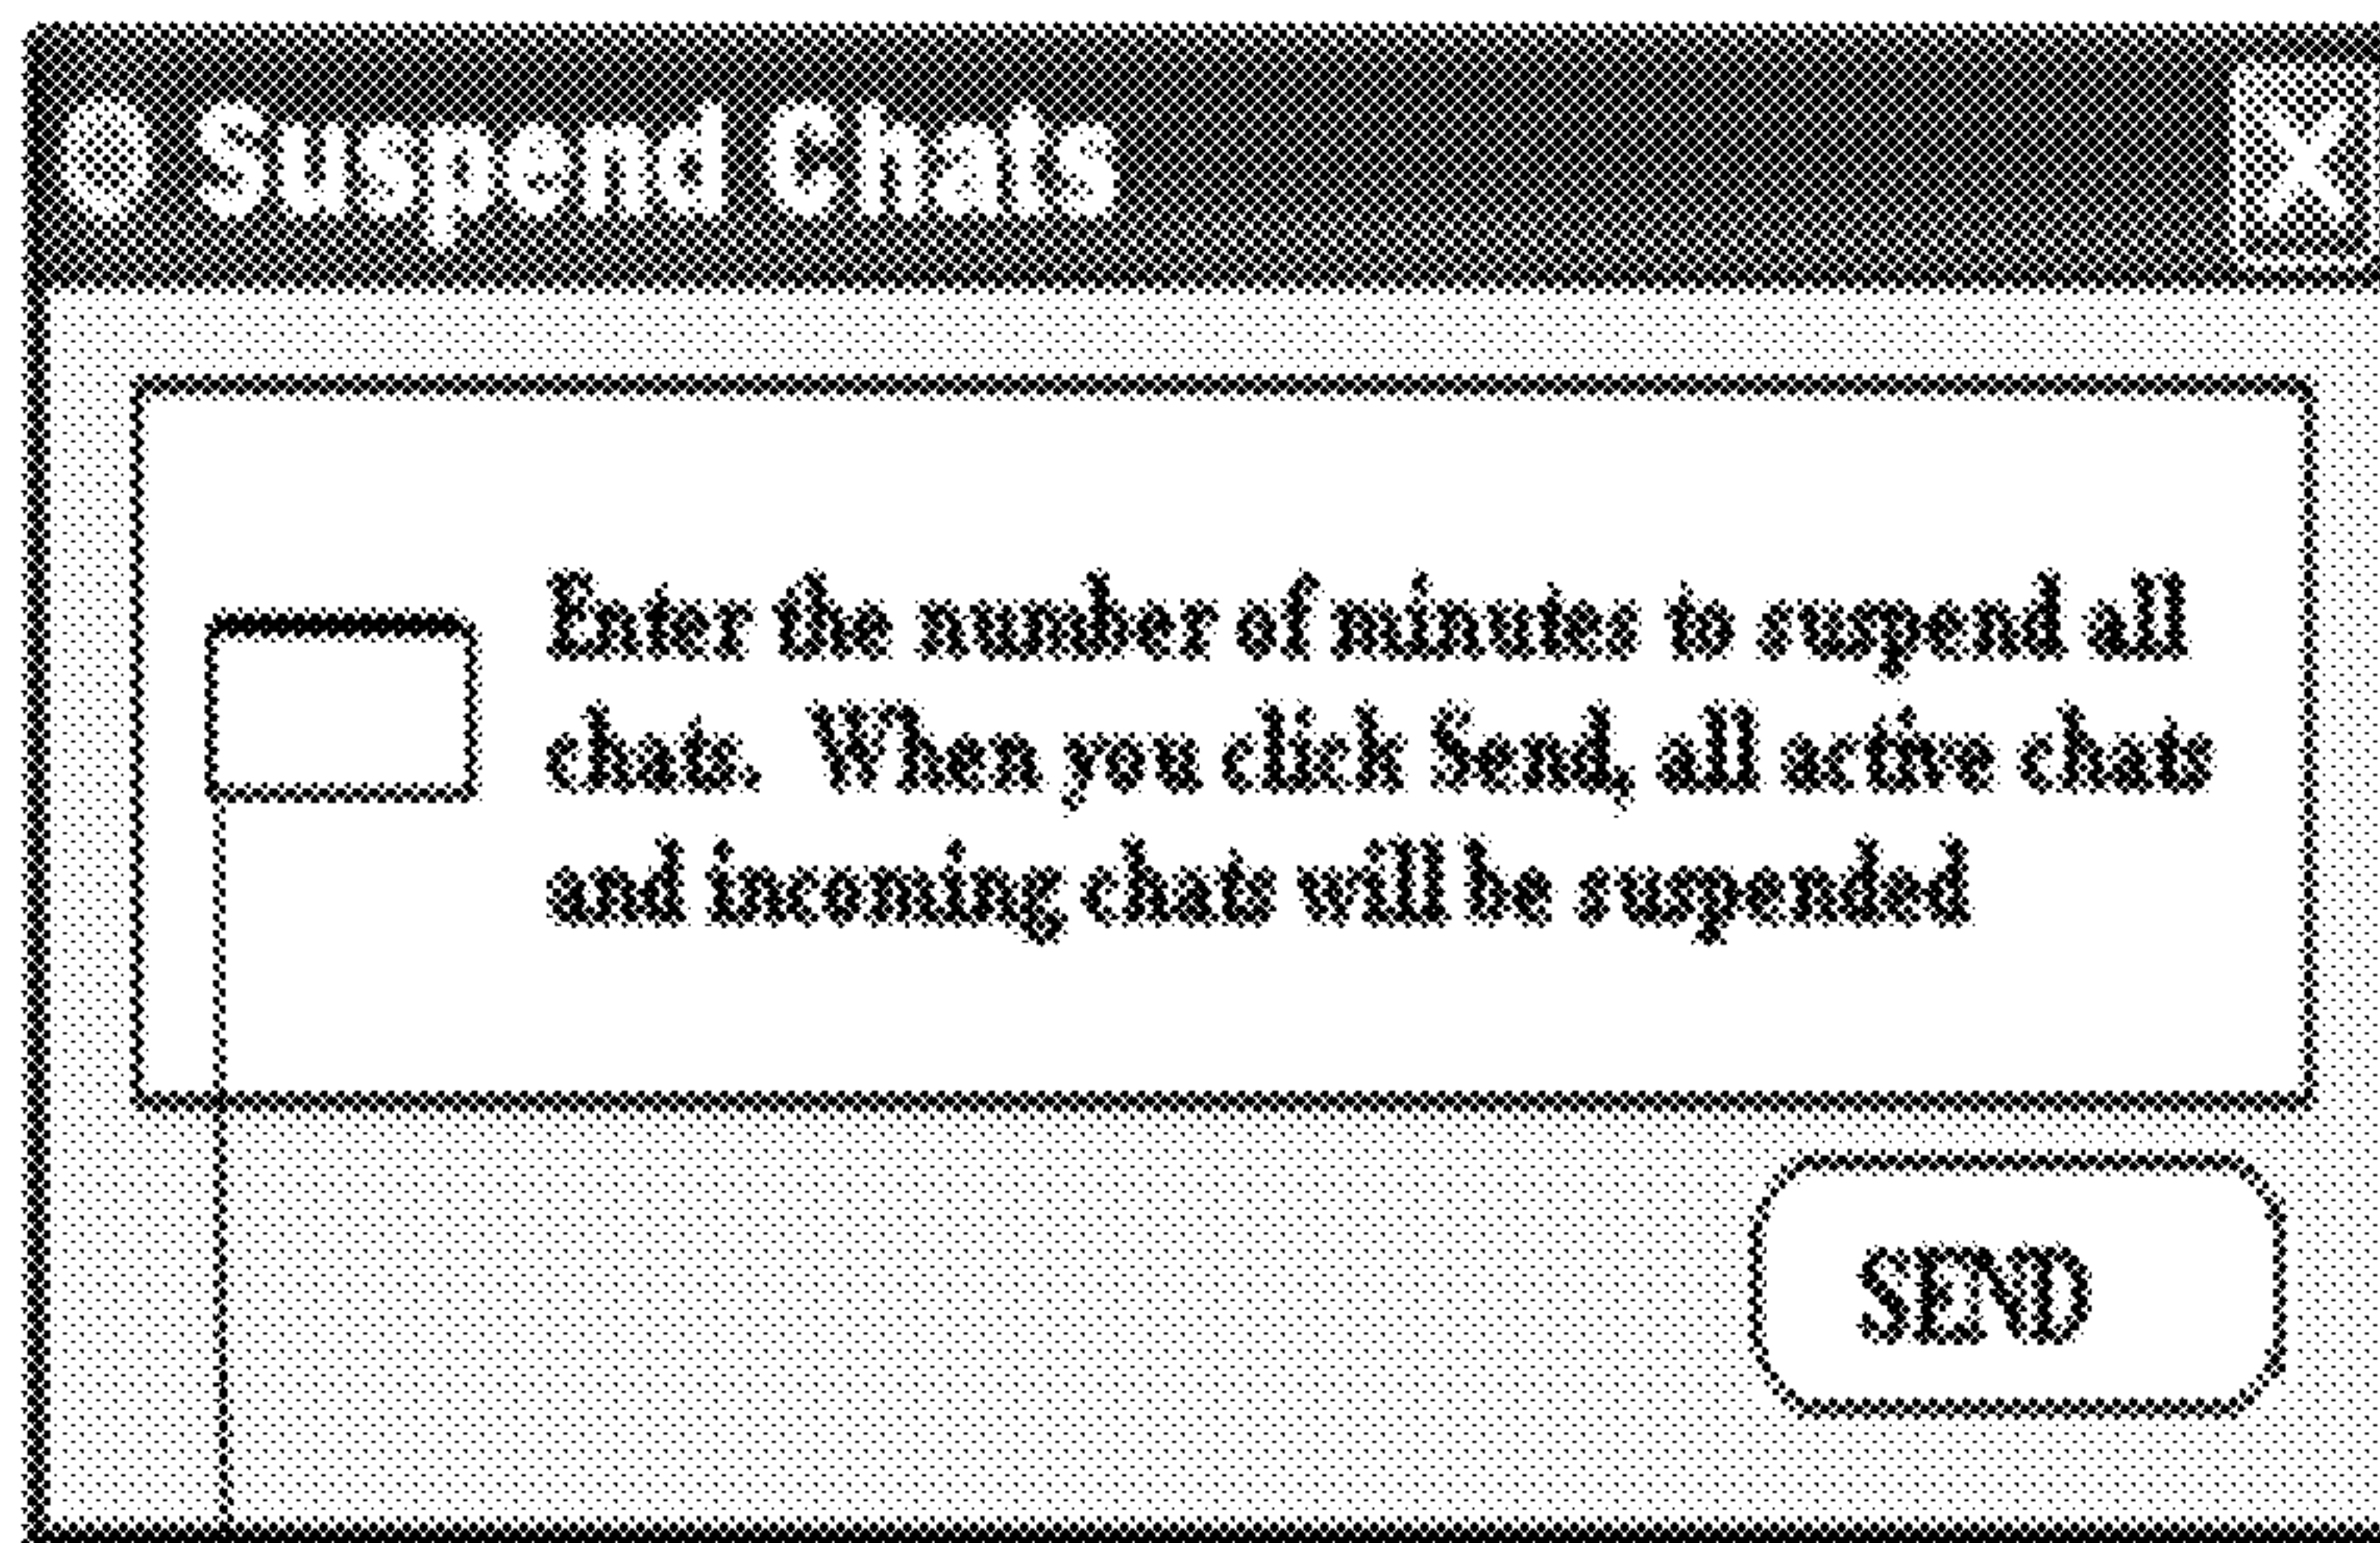 Suspend Chats
Enter the number of minutes to suspend all
chats.  When you click Send, all active chats
and incoming chats will be suspended
SEND